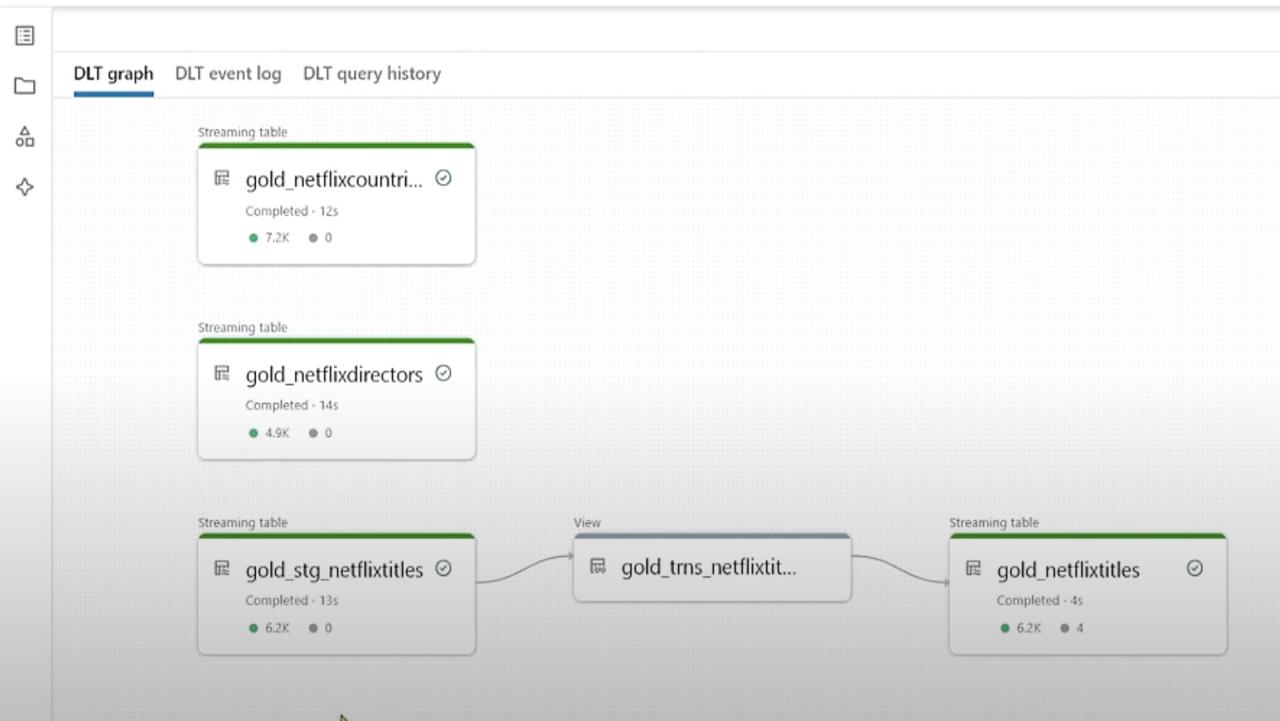 DLT graph DLT event log DLT query history
Streaming table
gold_netflixcountri...
Completed · 12s
7.2K 0
Streaming table
gold_netflixdirectors
Completed · 14s
4.9K 0
Streaming table
gold_stg_netflixtitles
Completed · 13s
6.2K 0
View
gold_trns_netflixtit...
Streaming table
gold_netflixtitles
Completed · 4s
6.2K 4